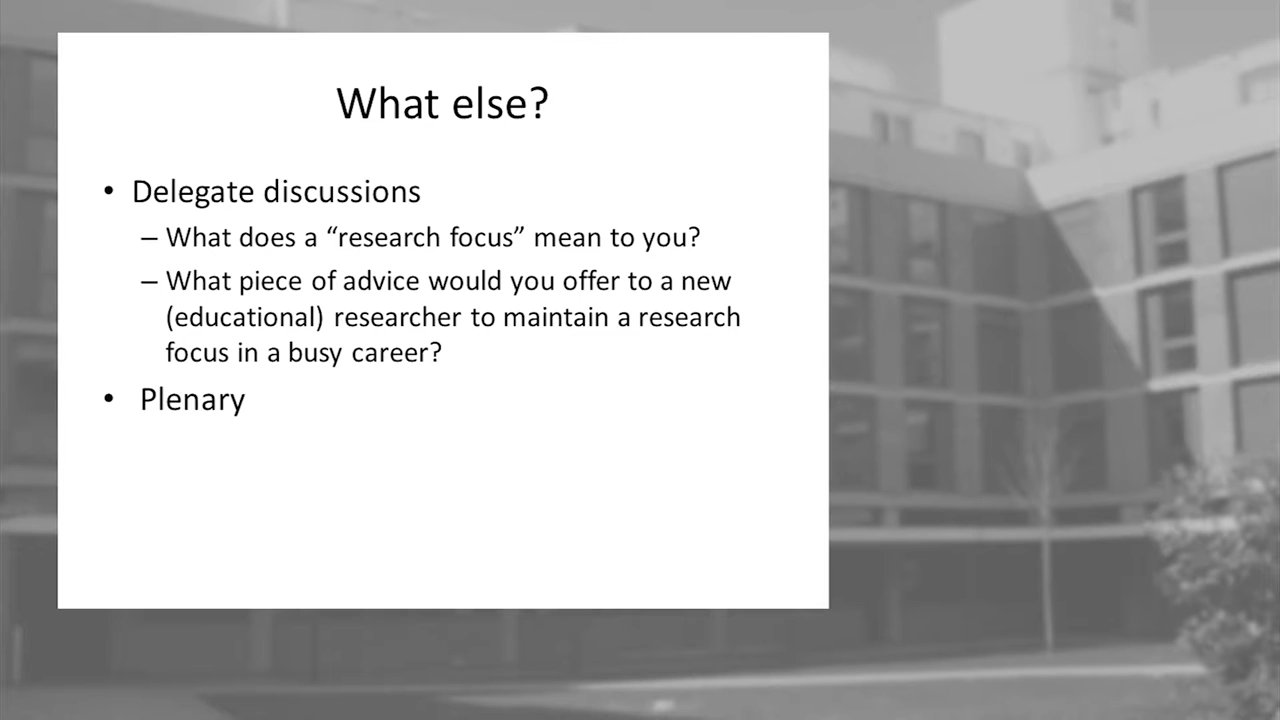 What else?
• Delegate discussions
– What does a “research focus” mean to you?
– What piece of advice would you offer to a new
(educational) researcher to maintain a research
focus in a busy career?
• Plenary